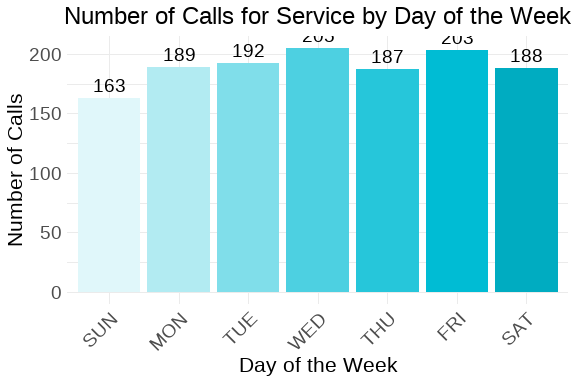 Number of Calls for Service by Day of the Week
Number of Calls
200
150
100
50
0
163
189
192
205
187
203
188
SUN
MON
TUE
WED
THU
FRI
SAT
Day of the Week